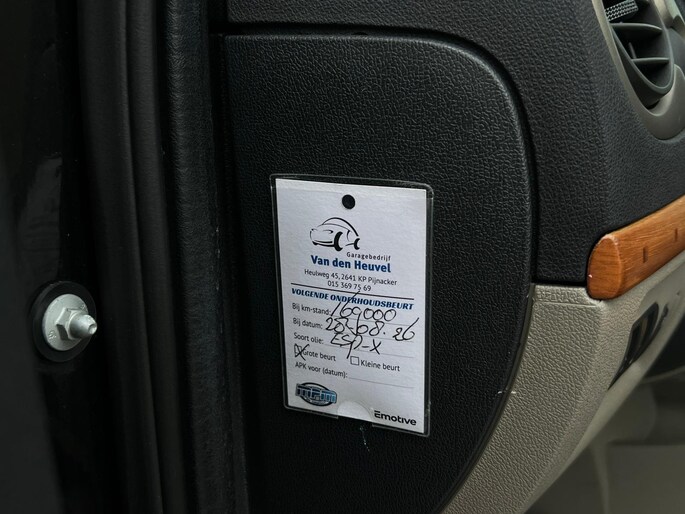 Garagebedrijf
Van den Heuvel
Heulweg 45, 2641 KP Pijnacker
015 369 75 69
VOLGENDE ONDERHOUDSBEURT
Bij km-stand: 169000
Bij datum: 28-08-26
Soort olie: ESP-X
Grote beurt Kleine beurt
APK voor (datum):
Emotive